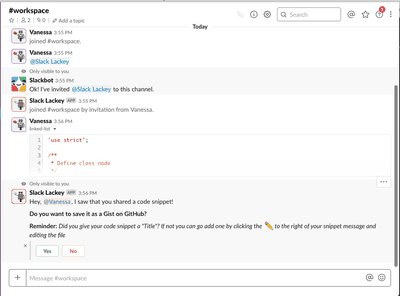 #workspace
2
0
Add a topic
Search
1
Today
Vanessa 3:55 PM
joined #workspace.
Vanessa 3:55 PM
@Slack Lackey
Only visible to you
Slackbot 3:55 PM
Ok! I've invited @Slack Lackey to this channel.
Slack Lackey APP 3:55 PM
joined #workspace by invitation from Vanessa.
Vanessa 3:56 PM
linked-list
1 'use strict';
2
3 /**
4 * Define class node
Only visible to you
Slack Lackey APP 3:56 PM
Hey, @Vanessa, I saw that you shared a code snippet!
Do you want to save it as a Gist on GitHub?
Reminder: Did you give your code snippet a "Title"? If not you can go add one by clicking the ✏️ to the right of your snippet message and
editing the file
Yes
No
Message #workspace